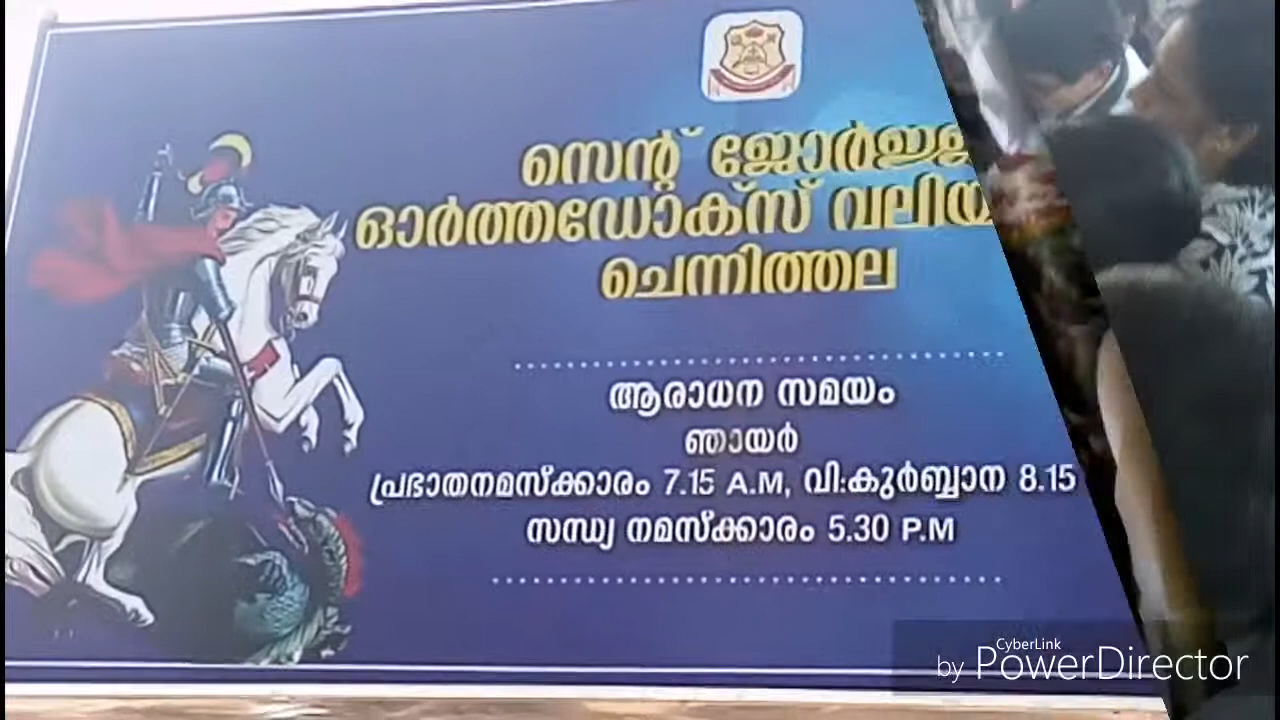 സെന്റ് ജോർജ്ജ്
ഓർത്തഡോക്സ് വലിയ
ചെന്നിത്തല
ആരാധന സമയം
ഞായർ
പ്രഭാതനമസ്ക്കാരം 7.15 A.M, വി:കുർബ്ബാന 8.15
സന്ധ്യ നമസ്ക്കാരം 5.30 P.M
CyberLink
by PowerDirector